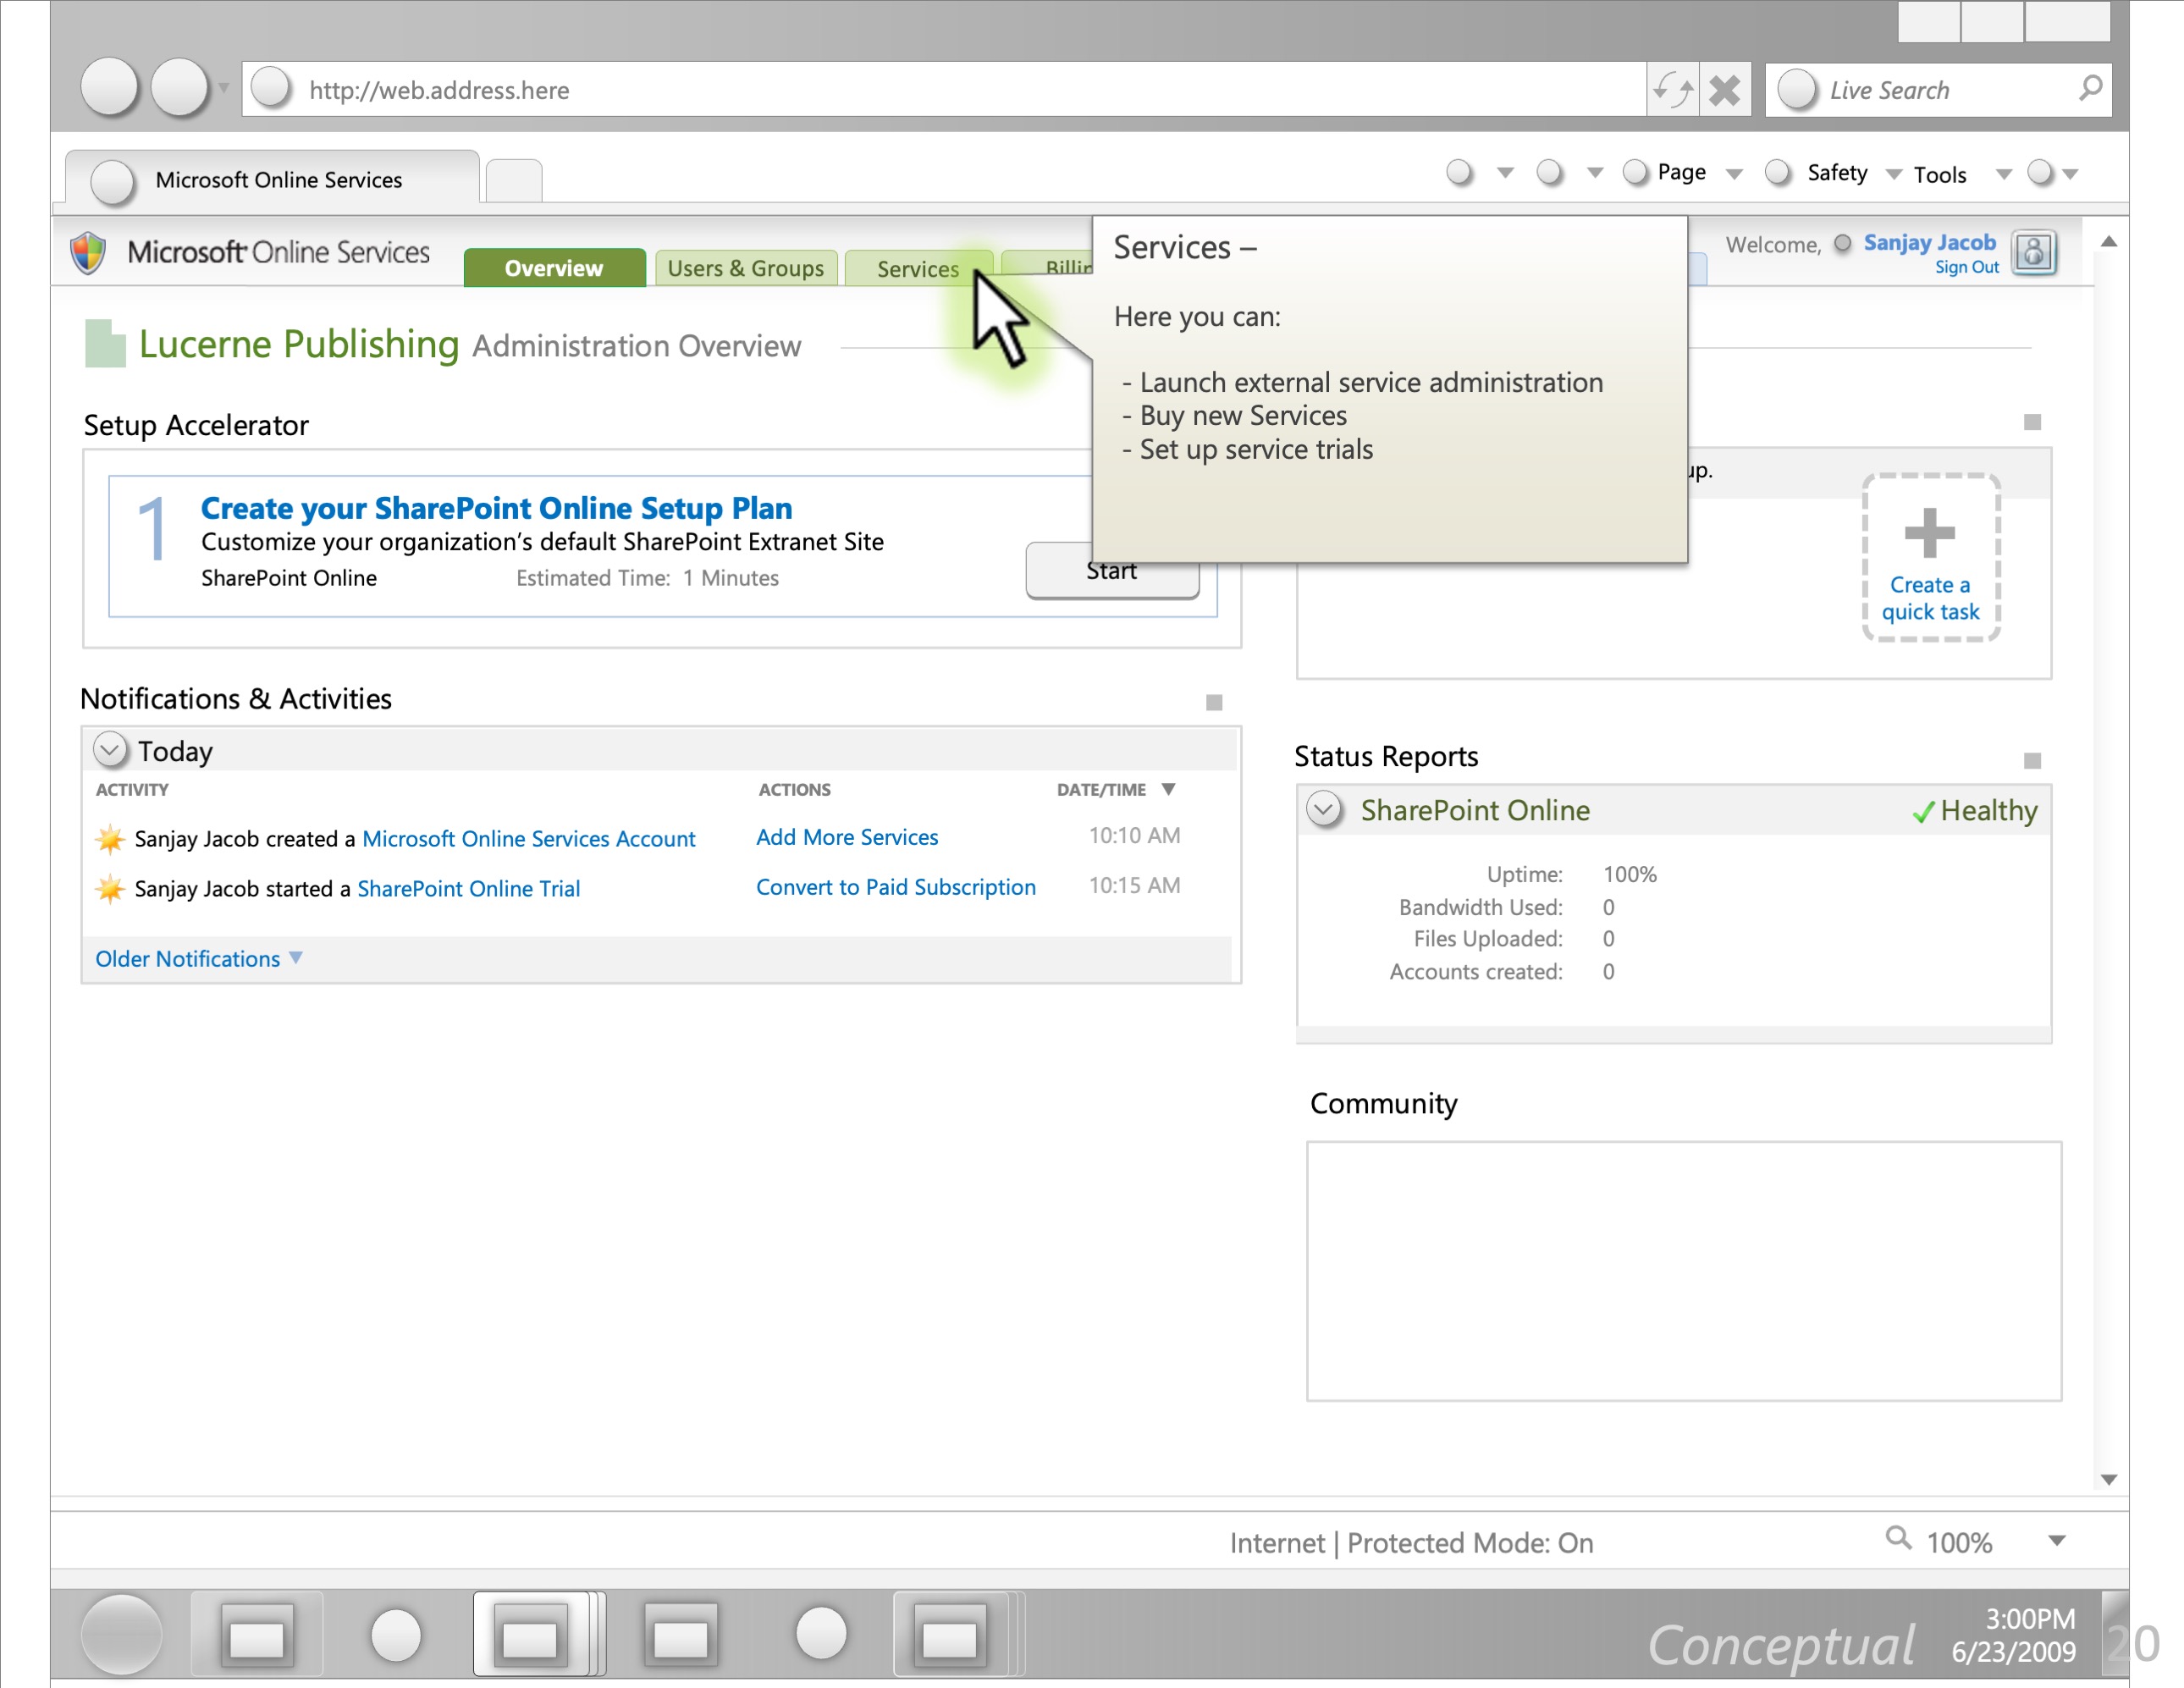 http://web.address.here
Live Search
Microsoft Online Services
Page
Safety
Tools
Microsoft Online Services
Overview
Users & Groups
Services
Welcome,
Sanjay Jacob
Sign Out
Services –
Here you can:
- Launch external service administration
- Buy new Services
- Set up service trials
Lucerne Publishing Administration Overview
Setup Accelerator
1
Create your SharePoint Online Setup Plan
Customize your organization's default SharePoint Extranet Site
SharePoint Online
Estimated Time: 1 Minutes
Start
up.
Create a
quick task
Notifications & Activities
Today
ACTIVITY
ACTIONS
DATE/TIME
Sanjay Jacob created a Microsoft Online Services Account
Add More Services
10:10 AM
Sanjay Jacob started a SharePoint Online Trial
Convert to Paid Subscription
10:15 AM
Older Notifications
Status Reports
SharePoint Online
Healthy
Uptime: 100%
Bandwidth Used: 0
Files Uploaded: 0
Accounts created: 0
Community
Internet | Protected Mode: On
100%
Conceptual
3:00PM
6/23/2009
20